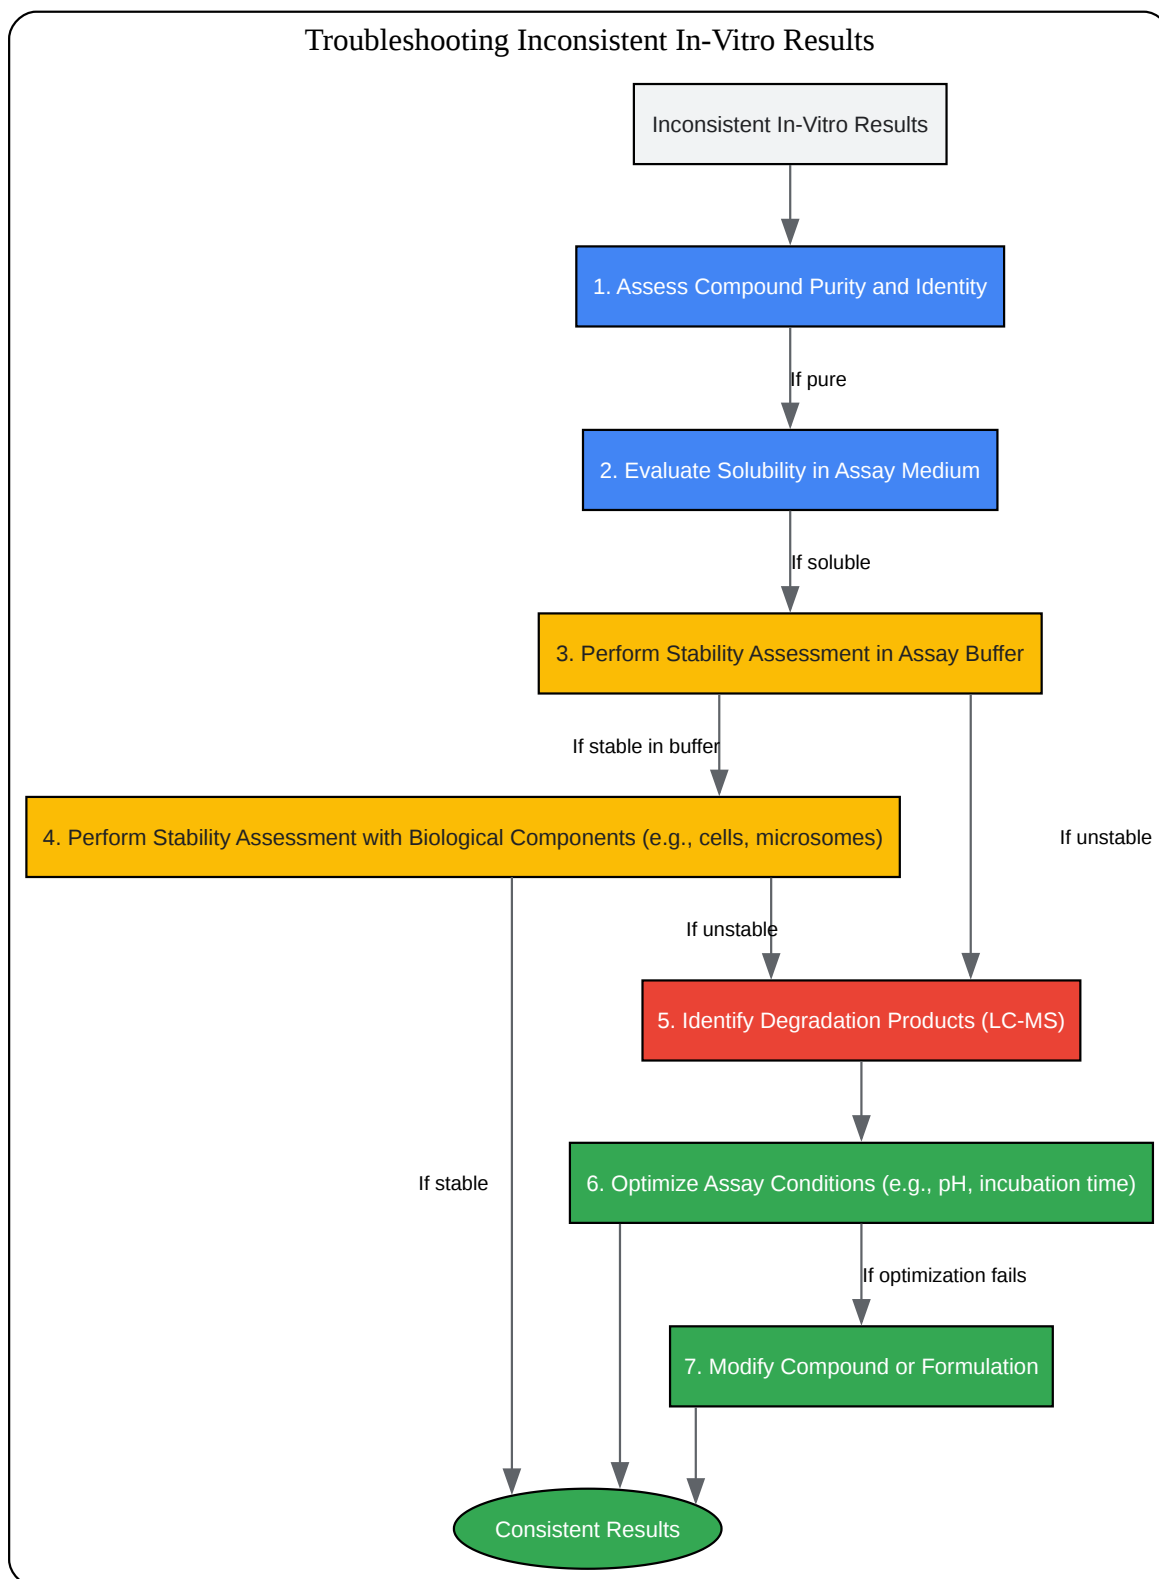 Troubleshooting Inconsistent In-Vitro Results
Inconsistent In-Vitro Results
1. Assess Compound Purity and Identity
If pure
2. Evaluate Solubility in Assay Medium
If soluble
3. Perform Stability Assessment in Assay Buffer
If stable in buffer
4. Perform Stability Assessment with Biological Components (e.g., cells, microsomes)
If unstable
If unstable
5. Identify Degradation Products (LC-MS)
If stable
6. Optimize Assay Conditions (e.g., pH, incubation time)
If optimization fails
7. Modify Compound or Formulation
Consistent Results